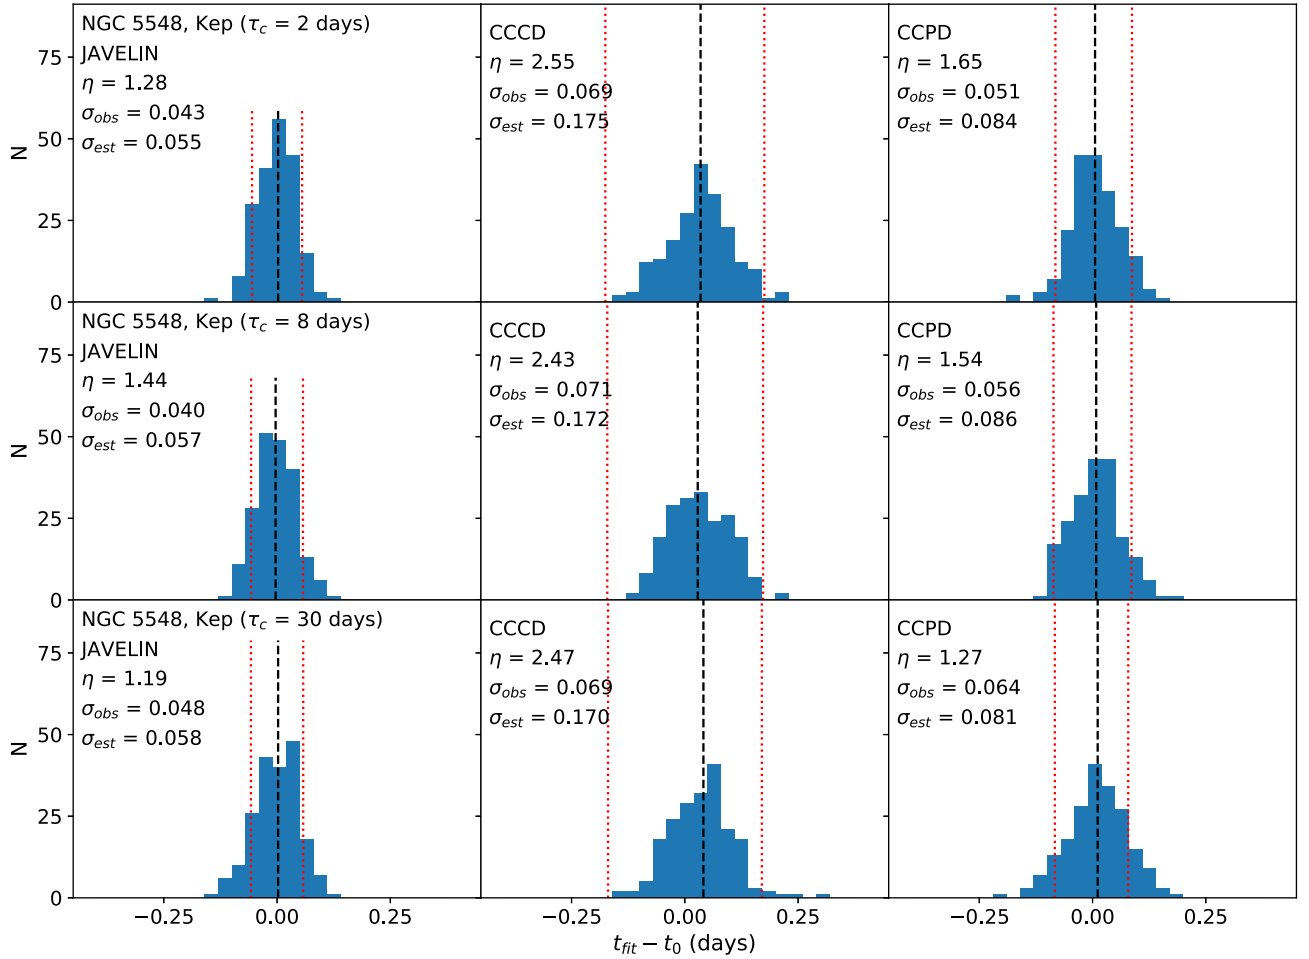 NGC 5548, Kep (τc = 2 days)
JAVELIN
η = 1.28
σobs = 0.043
σest = 0.055
CCCD
η = 2.55
σobs = 0.069
σest = 0.175
CCPD
η = 1.65
σobs = 0.051
σest = 0.084
75
50
25
0
N
NGC 5548, Kep (τc = 8 days)
JAVELIN
η = 1.44
σobs = 0.040
σest = 0.057
CCCD
η = 2.43
σobs = 0.071
σest = 0.172
CCPD
η = 1.54
σobs = 0.056
σest = 0.086
75
50
25
0
N
NGC 5548, Kep (τc = 30 days)
JAVELIN
η = 1.19
σobs = 0.048
σest = 0.058
CCCD
η = 2.47
σobs = 0.069
σest = 0.170
CCPD
η = 1.27
σobs = 0.064
σest = 0.081
75
50
25
0
N
−0.25 0.00 0.25 −0.25 0.00 0.25 −0.25 0.00 0.25
tfit − t0 (days)